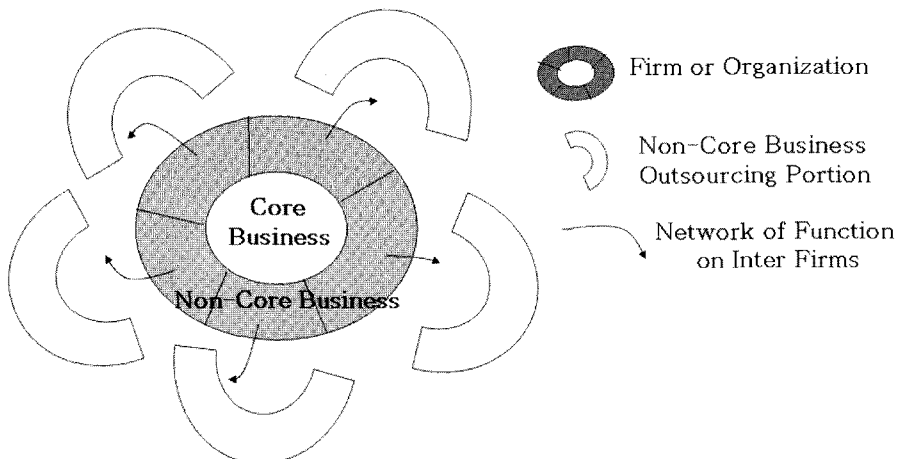 Core
Business
Non-Core Business
Firm or Organization
Non-Core Business
Outsourcing Portion
Network of Function
on Inter Firms